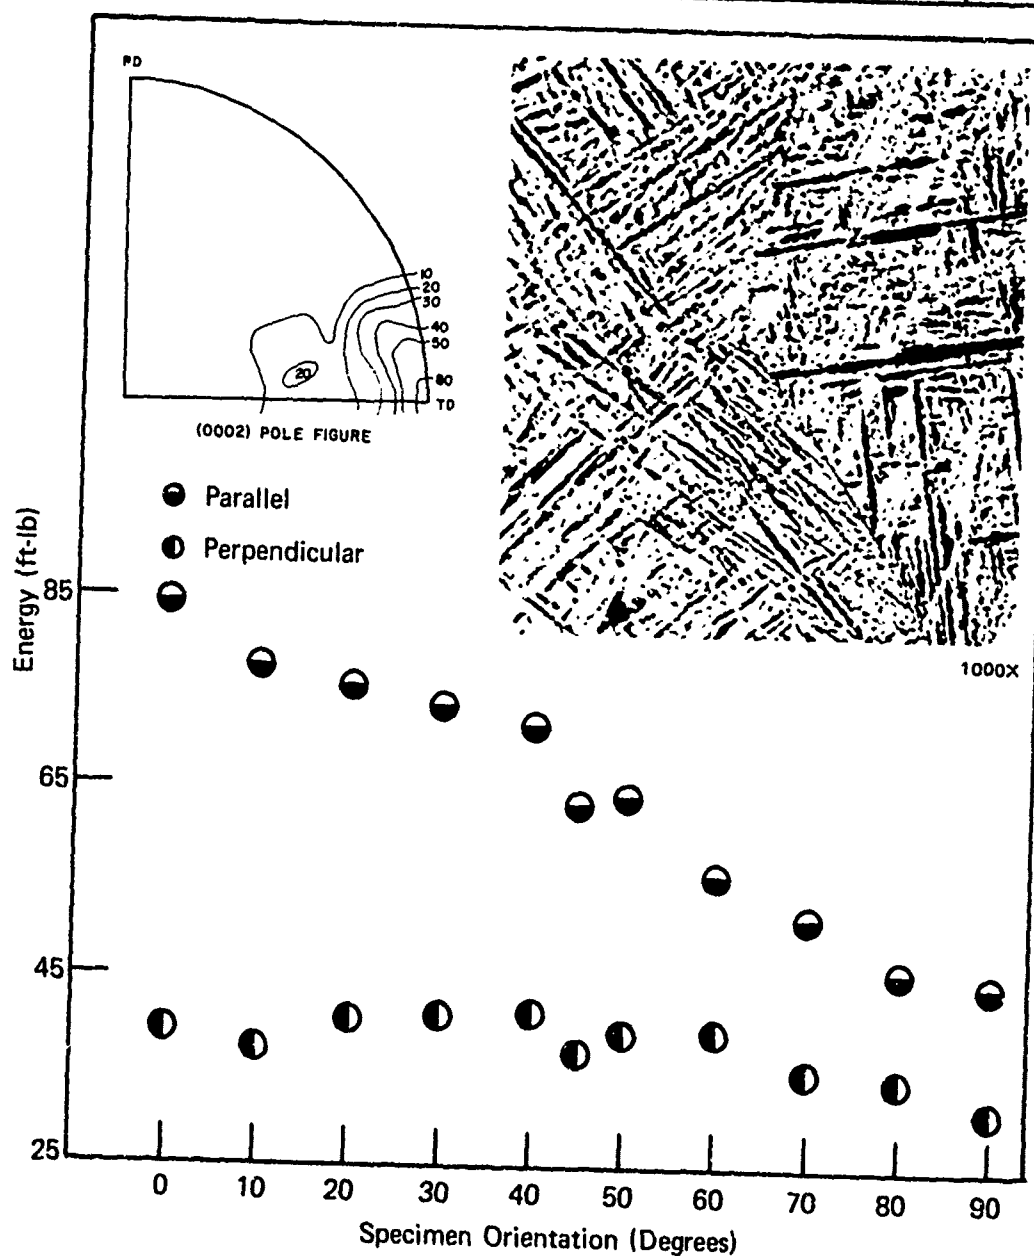 RD
10
20
30
40
50
80
20
TD
(0002) POLE FIGURE
Parallel
Perpendicular
1000X
Energy (ft-lb)
85
65
45
25
0 10 20 30 40 50 60 70 80 90
Specimen Orientation (Degrees)